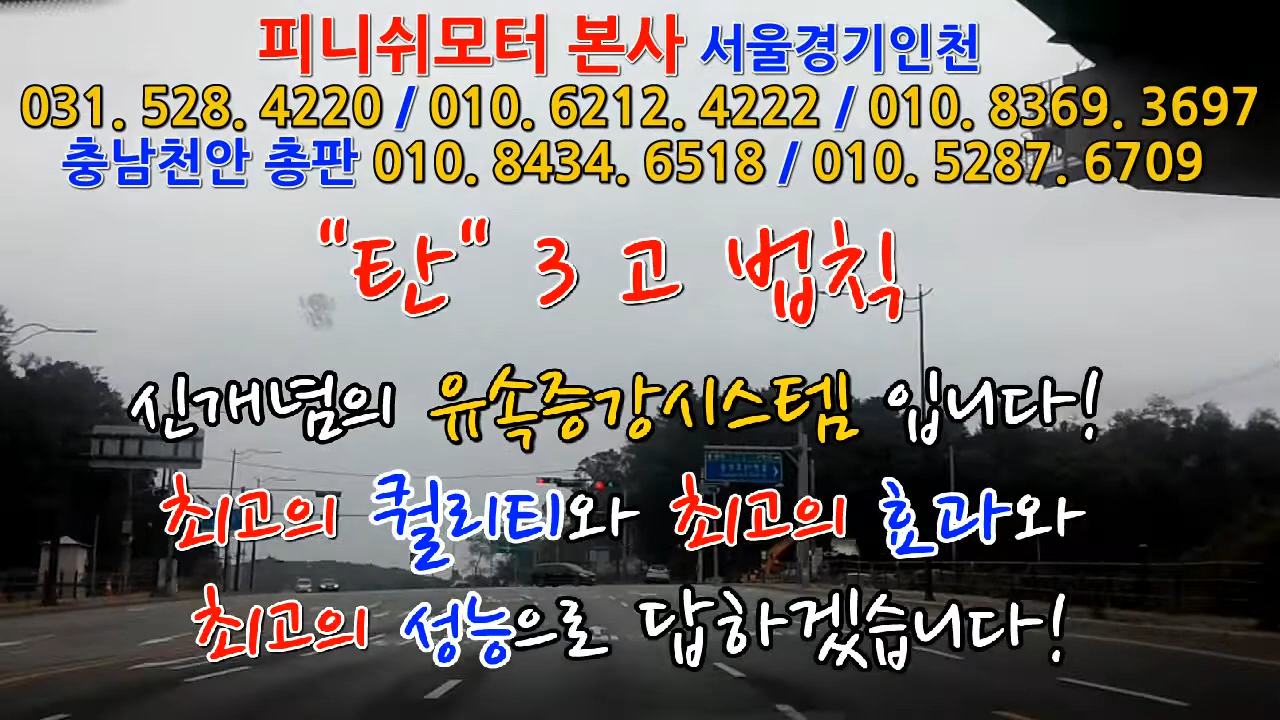 피니쉬모터 본사 서울경기인천
031. 528. 4220 / 010. 6212. 4222 / 010. 8369. 3697
충남천안 총판 010. 8434. 6518 / 010. 5287. 6709
"탄" 3 고 법칙
신개념의 유속증강시스템 입니다!
최고의 퀄리티와 최고의 효과와
최고의 성능으로 답하겠습니다!